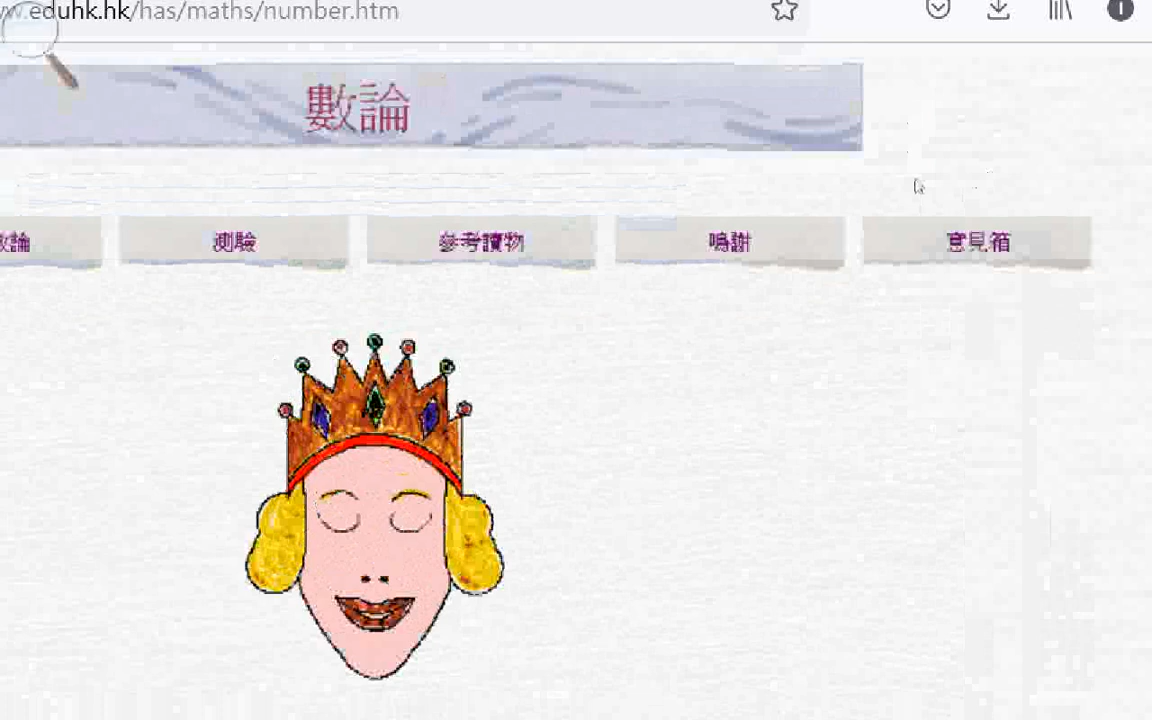 w.eduhk.hk/has/maths/number.htm
數論
數論 測驗 參考讀物 鳴謝 意見箱